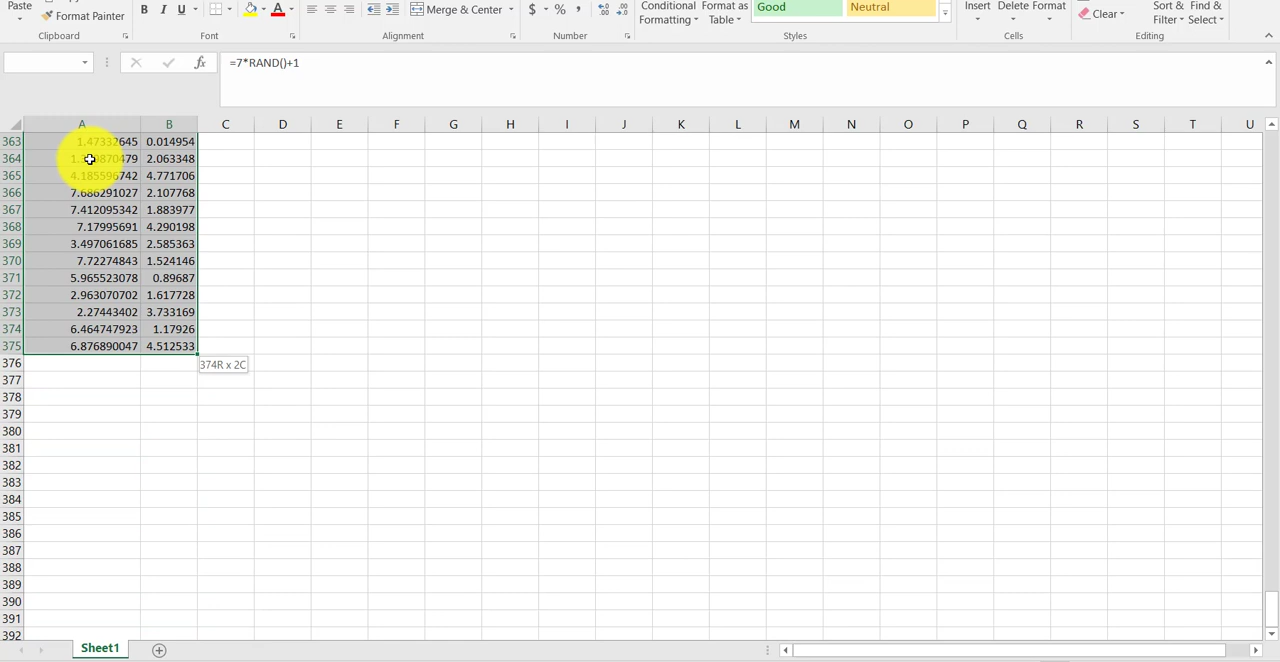 Paste
Format Painter
B I U A
Merge & Center
$ % ,
Conditional Formatting
Format as Table
Good
Neutral
Insert
Delete
Format
Clear
Sort & Filter
Find & Select
Clipboard
Font
Alignment
Number
Styles
Cells
Editing
fx
=7*RAND()+1
A B C D E F G H I J K L M N O P Q R S T U
363 1.47332645 0.014954
364 2.063348
365 4.185596742 4.771706
366 7.686291027 2.107768
367 7.412095342 1.883977
368 7.17995691 4.290198
369 3.497061685 2.585363
370 7.72274843 1.524146
371 5.965523078 0.89687
372 2.963070702 1.617728
373 2.27443402 3.733169
374 6.464747923 1.17926
375 6.876890047 4.512533
376 374R x 2C
377
378
379
380
381
382
383
384
385
386
387
388
389
390
391
392
Sheet1